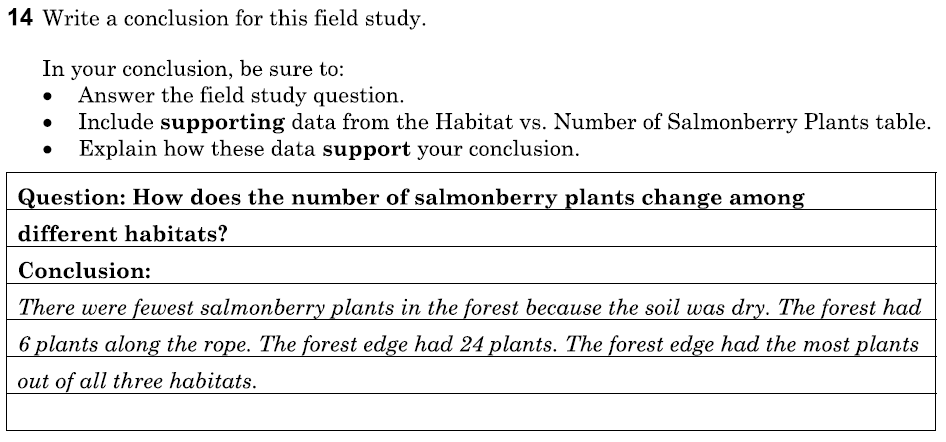 14 Write a conclusion for this field study.
In your conclusion, be sure to:
• Answer the field study question.
• Include supporting data from the Habitat vs. Number of Salmonberry Plants table.
• Explain how these data support your conclusion.
Question: How does the number of salmonberry plants change among
different habitats?
Conclusion:
There were fewest salmonberry plants in the forest because the soil was dry. The forest had
6 plants along the rope. The forest edge had 24 plants. The forest edge had the most plants
out of all three habitats.